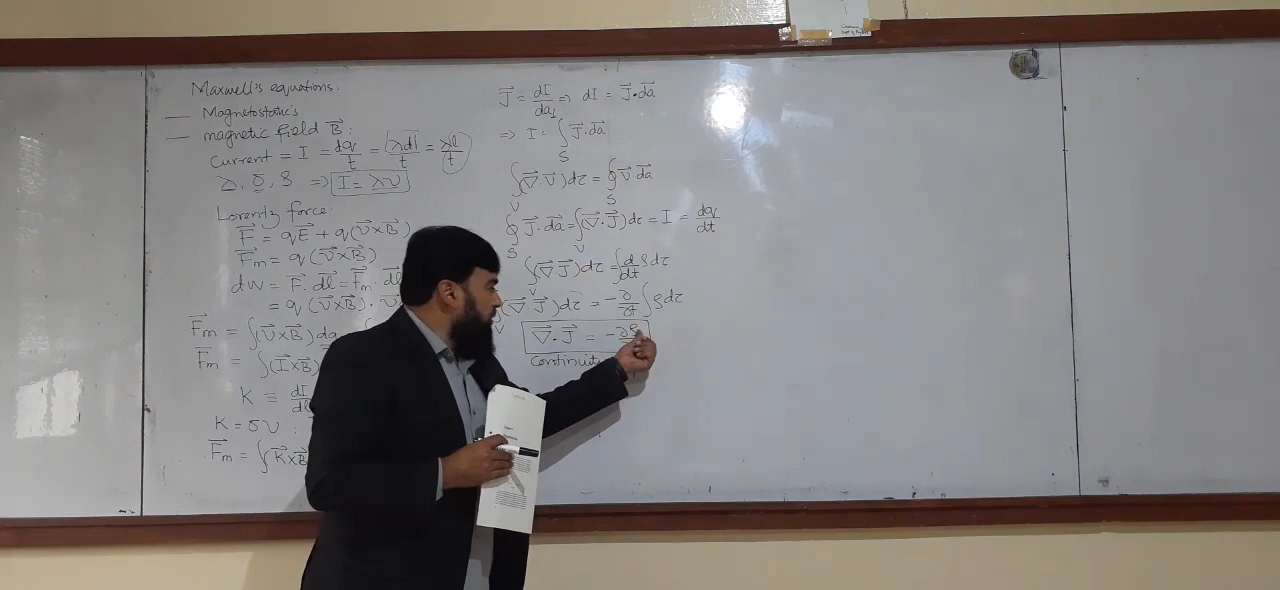 Maxwell's equations:
— Magnetostatics
— magnetic field B⃗:
Current = I = dq/t = (λdl/t = λl/t)
λ, σ, ρ ⇒ I = λv
Lorentz force:
F⃗ = qE⃗ + q(v⃗×B⃗)
F⃗m = q(v⃗×B⃗)
dW = F⃗.dl⃗ = F⃗m.dl
= q(v⃗×B⃗).v
F⃗m = ∫(v⃗×B⃗)dq
F⃗m = ∫(I⃗×B⃗)
K ≡ dI/dl
K = σv
F⃗m = ∫K⃗×B⃗
J⃗ = dI/da⊥ ⇒ dI = J⃗.da⃗
⇒ I = ∫S J⃗.da⃗
∫V(∇⃗.v⃗)dτ = ∮S v⃗ da⃗
∮S J⃗.da⃗ = ∫V(∇⃗.J⃗)dτ = I = dq/dt
∫(∇⃗ J⃗)dτ = ∫d/dt ρdτ
(∇⃗ J⃗)dτ = -∂/∂t ∫ρdτ
∇⃗.J⃗ = -∂ρ